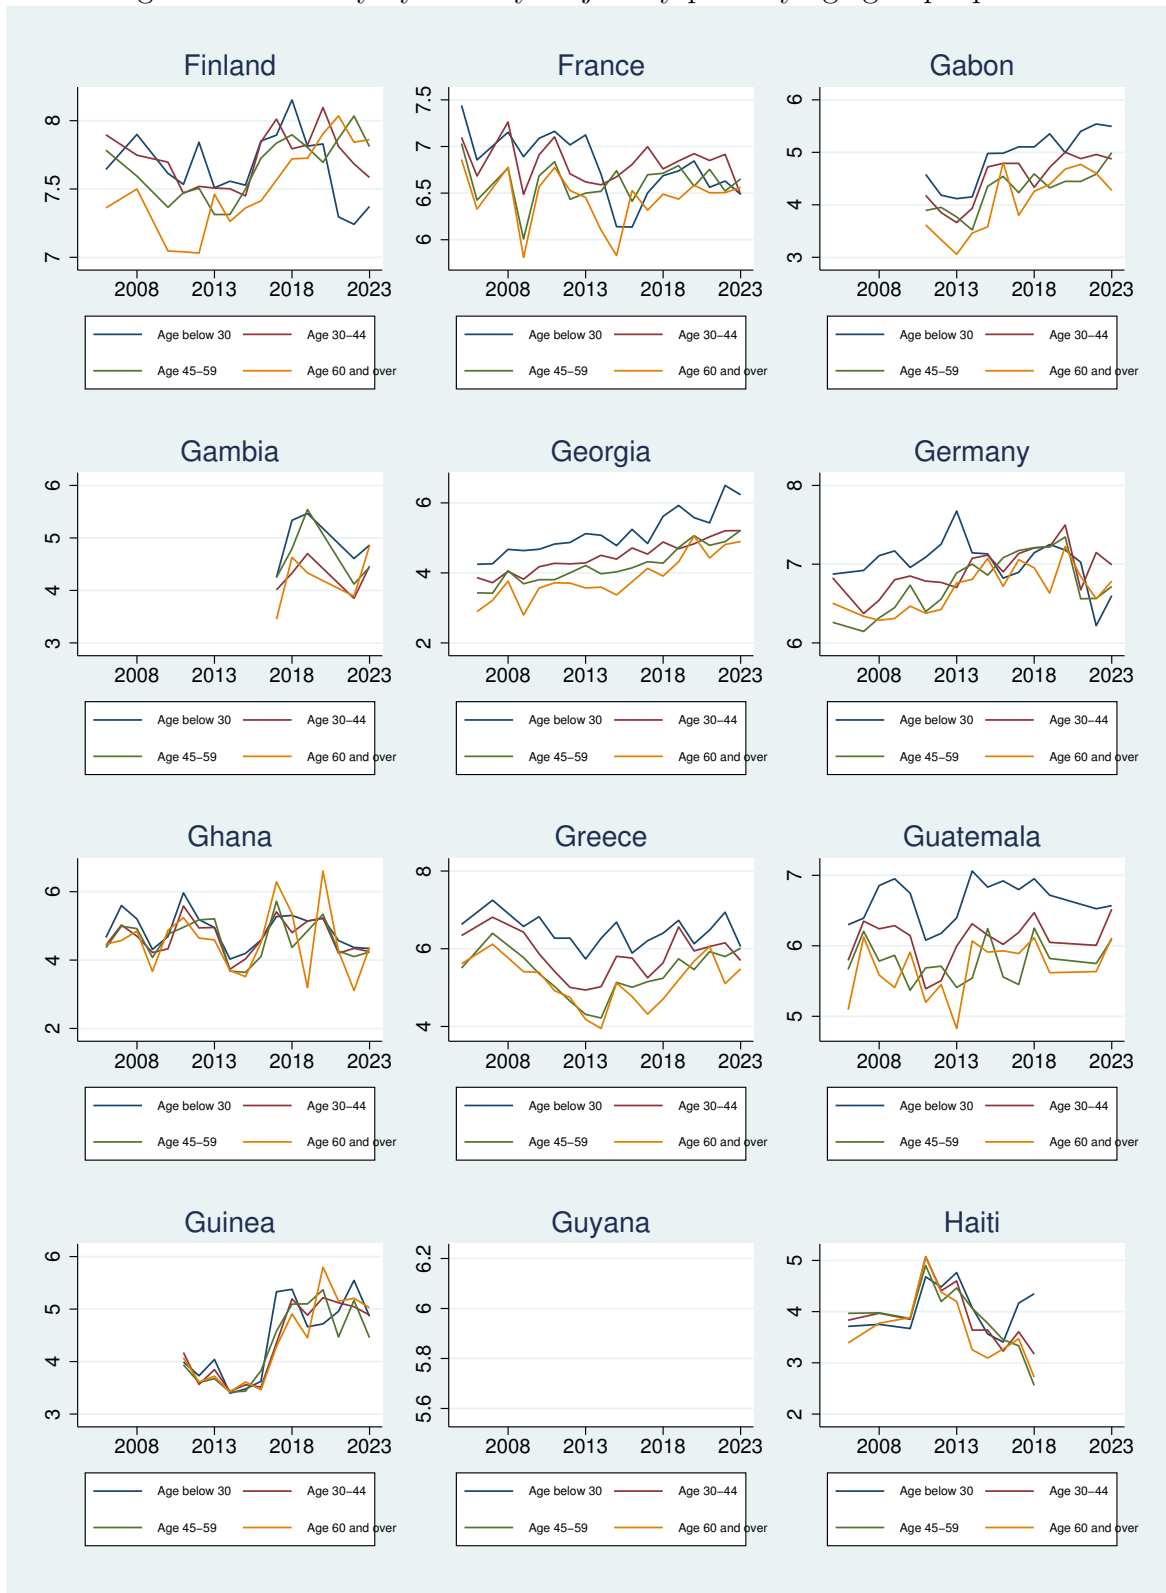 Finland France Gabon
8 7.5 6
7 5
7.5 6.5 4
7 6 3
2008 2013 2018 2023 2008 2013 2018 2023 2008 2013 2018 2023
Age below 30 Age 30–44 Age below 30 Age 30–44 Age below 30 Age 30–44
Age 45–59 Age 60 and over Age 45–59 Age 60 and over Age 45–59 Age 60 and over
Gambia Georgia Germany
6 6 8
5
4 4 7
3 2 6
2008 2013 2018 2023 2008 2013 2018 2023 2008 2013 2018 2023
Age below 30 Age 30–44 Age below 30 Age 30–44 Age below 30 Age 30–44
Age 45–59 Age 60 and over Age 45–59 Age 60 and over Age 45–59 Age 60 and over
Ghana Greece Guatemala
6 8 7
4 6 6
2 4 5
2008 2013 2018 2023 2008 2013 2018 2023 2008 2013 2018 2023
Age below 30 Age 30–44 Age below 30 Age 30–44 Age below 30 Age 30–44
Age 45–59 Age 60 and over Age 45–59 Age 60 and over Age 45–59 Age 60 and over
Guinea Guyana Haiti
6 6.2 5
5 6 4
4 5.8 3
3 5.6 2
2008 2013 2018 2023 2008 2013 2018 2023 2008 2013 2018 2023
Age below 30 Age 30–44 Age below 30 Age 30–44 Age below 30 Age 30–44
Age 45–59 Age 60 and over Age 45–59 Age 60 and over Age 45–59 Age 60 and over